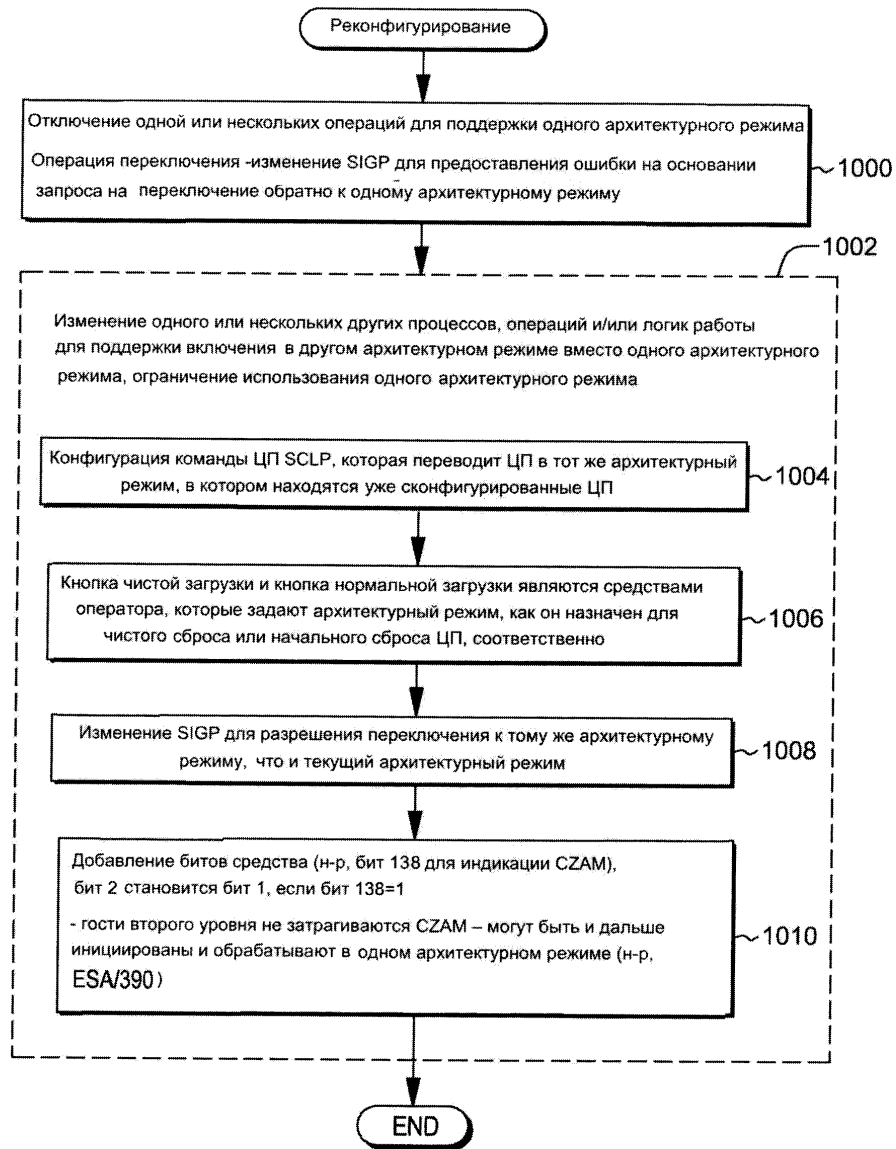 Реконфигурирование
Отключение одной или нескольких операций для поддержки одного архитектурного режима
Операция переключения -изменение SIGP для предоставления ошибки на основании
запроса на переключение обратно к одному архитектурному режиму
1000
1002
Изменение одного или нескольких других процессов, операций и/или логик работы
для поддержки включения в другом архитектурном режиме вместо одного архитектурного
режима, ограничение использования одного архитектурного режима
Конфигурация команды ЦП SCLP, которая переводит ЦП в тот же архитектурный
режим, в котором находятся уже сконфигурированные ЦП
1004
Кнопка чистой загрузки и кнопка нормальной загрузки являются средствами
оператора, которые задают архитектурный режим, как он назначен для
чистого сброса или начального сброса ЦП, соответственно
1006
Изменение SIGP для разрешения переключения к тому же архитектурному
режиму, что и текущий архитектурный режим
1008
Добавление битов средства (н-р, бит 138 для индикации CZAM),
бит 2 становится бит 1, если бит 138=1
- гости второго уровня не затрагиваются CZAM – могут быть и дальше
инициированы и обрабатывают в одном архитектурном режиме (н-р,
ESA/390)
1010
END